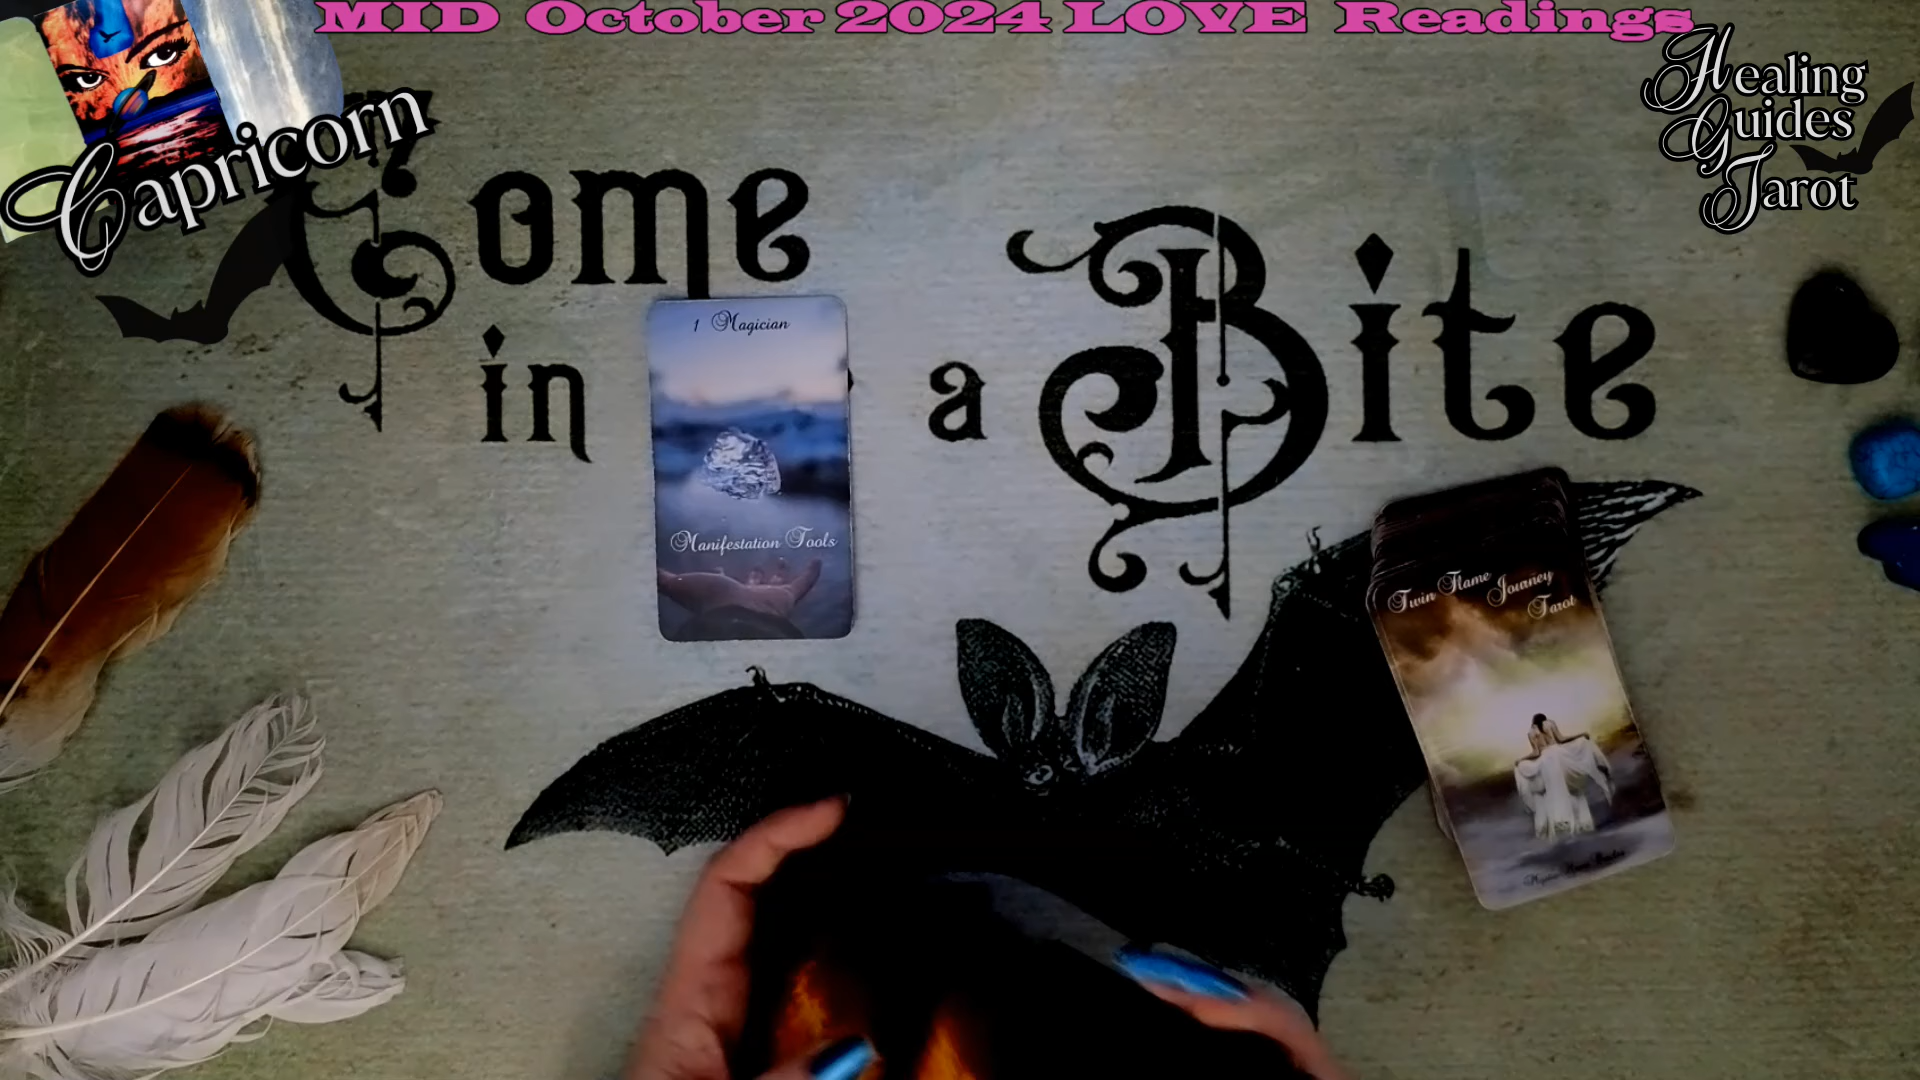 MID October 2024 LOVE Readings
Capricorn
Healing
Guides
Tarot
Come
in a Bite
1 Magician
Manifestation Tools
Twin Flame Journey
Tarot